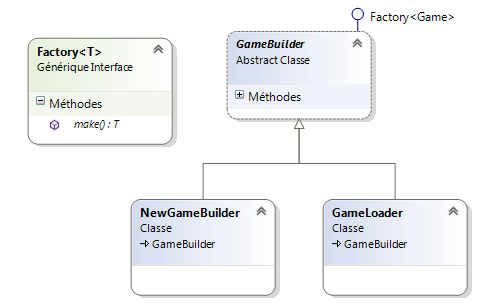 Factory<Game>
Factory<T>
Générique Interface
Méthodes
make() : T
GameBuilder
Abstract Classe
Méthodes
NewGameBuilder
Classe
GameBuilder
GameLoader
Classe
GameBuilder